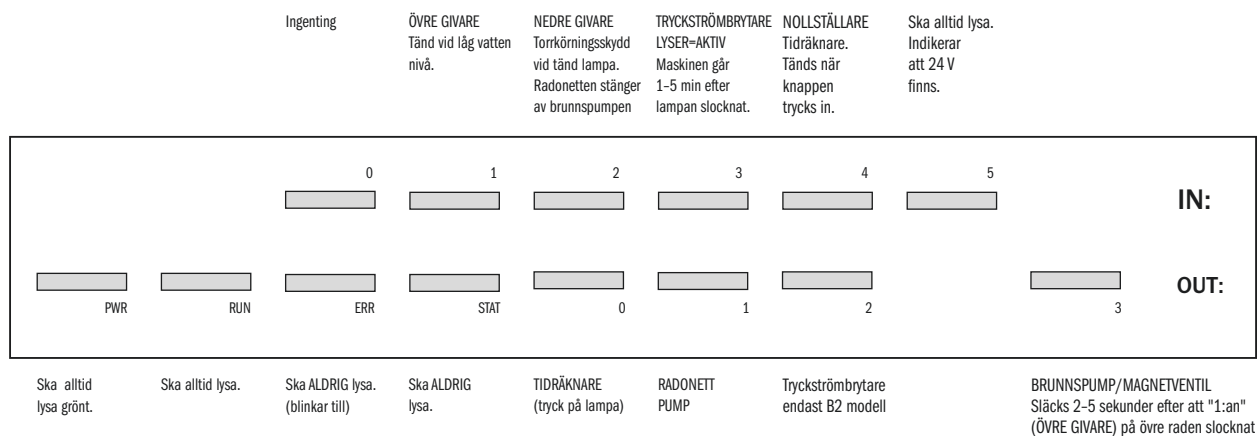 Ingenting
ÖVRE GIVARE
Tänd vid låg vatten
nivå.
NEDRE GIVARE
Torrkörningsskydd
vid tänd lampa.
Radonetten stänger
av brunnspumpen
TRYCKSTRÖMBRYTARE
LYSER=AKTIV
Maskinen går
1–5 min efter
lampan slocknat.
NOLLSTÄLLARE
Tidräknare.
Tänds när
knappen
trycks in.
Ska alltid lysa.
Indikerar
att 24 V
finns.
0 1 2 3 4 5
IN:
OUT:
PWR RUN ERR STAT 0 1 2 3
Ska alltid
lysa grönt.
Ska alltid lysa.
Ska ALDRIG lysa.
(blinkar till)
Ska ALDRIG
lysa.
TIDRÄKNARE
(tryck på lampa)
RADONETT
PUMP
Tryckströmbrytare
endast B2 modell
BRUNNSPUMP/MAGNETVENTIL
Släcks 2–5 sekunder efter att "1:an"
(ÖVRE GIVARE) på övre raden slocknat